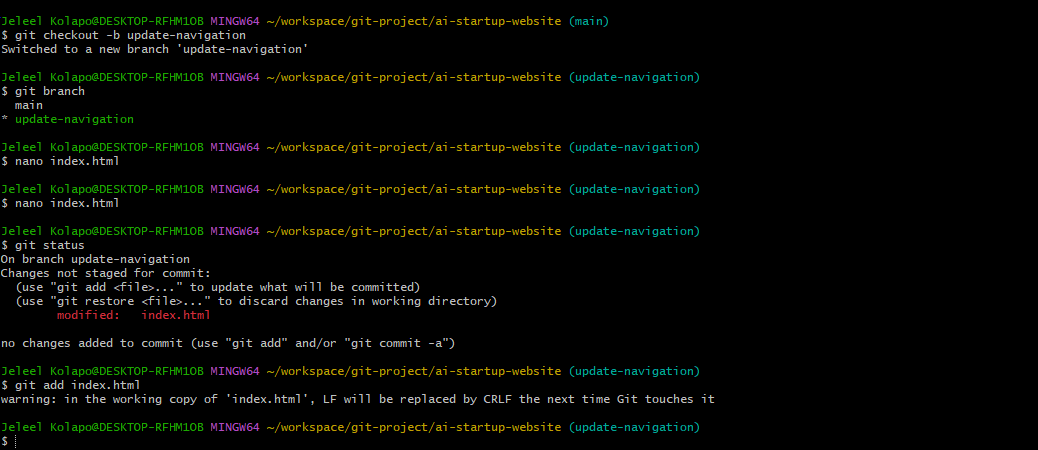 Jeleel Kolapo@DESKTOP-RFHM1OB MINGW64 ~/workspace/git-project/ai-startup-website (main)
$ git checkout -b update-navigation
Switched to a new branch 'update-navigation'

Jeleel Kolapo@DESKTOP-RFHM1OB MINGW64 ~/workspace/git-project/ai-startup-website (update-navigation)
$ git branch
  main
* update-navigation

Jeleel Kolapo@DESKTOP-RFHM1OB MINGW64 ~/workspace/git-project/ai-startup-website (update-navigation)
$ nano index.html

Jeleel Kolapo@DESKTOP-RFHM1OB MINGW64 ~/workspace/git-project/ai-startup-website (update-navigation)
$ nano index.html

Jeleel Kolapo@DESKTOP-RFHM1OB MINGW64 ~/workspace/git-project/ai-startup-website (update-navigation)
$ git status
On branch update-navigation
Changes not staged for commit:
  (use "git add <file>..." to update what will be committed)
  (use "git restore <file>..." to discard changes in working directory)
        modified:   index.html

no changes added to commit (use "git add" and/or "git commit -a")

Jeleel Kolapo@DESKTOP-RFHM1OB MINGW64 ~/workspace/git-project/ai-startup-website (update-navigation)
$ git add index.html
warning: in the working copy of 'index.html', LF will be replaced by CRLF the next time Git touches it

Jeleel Kolapo@DESKTOP-RFHM1OB MINGW64 ~/workspace/git-project/ai-startup-website (update-navigation)
$